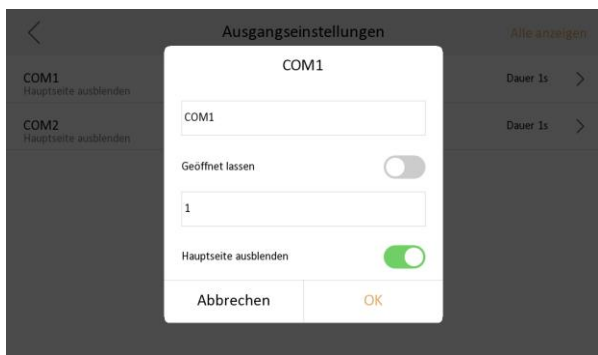 Ausgangseinstellungen
Alle anzeigen
COM1
Hauptseite ausblenden
Dauer 1s
COM2
Hauptseite ausblenden
Dauer 1s
COM1
COM1
Geöffnet lassen
1
Hauptseite ausblenden
Abbrechen
OK